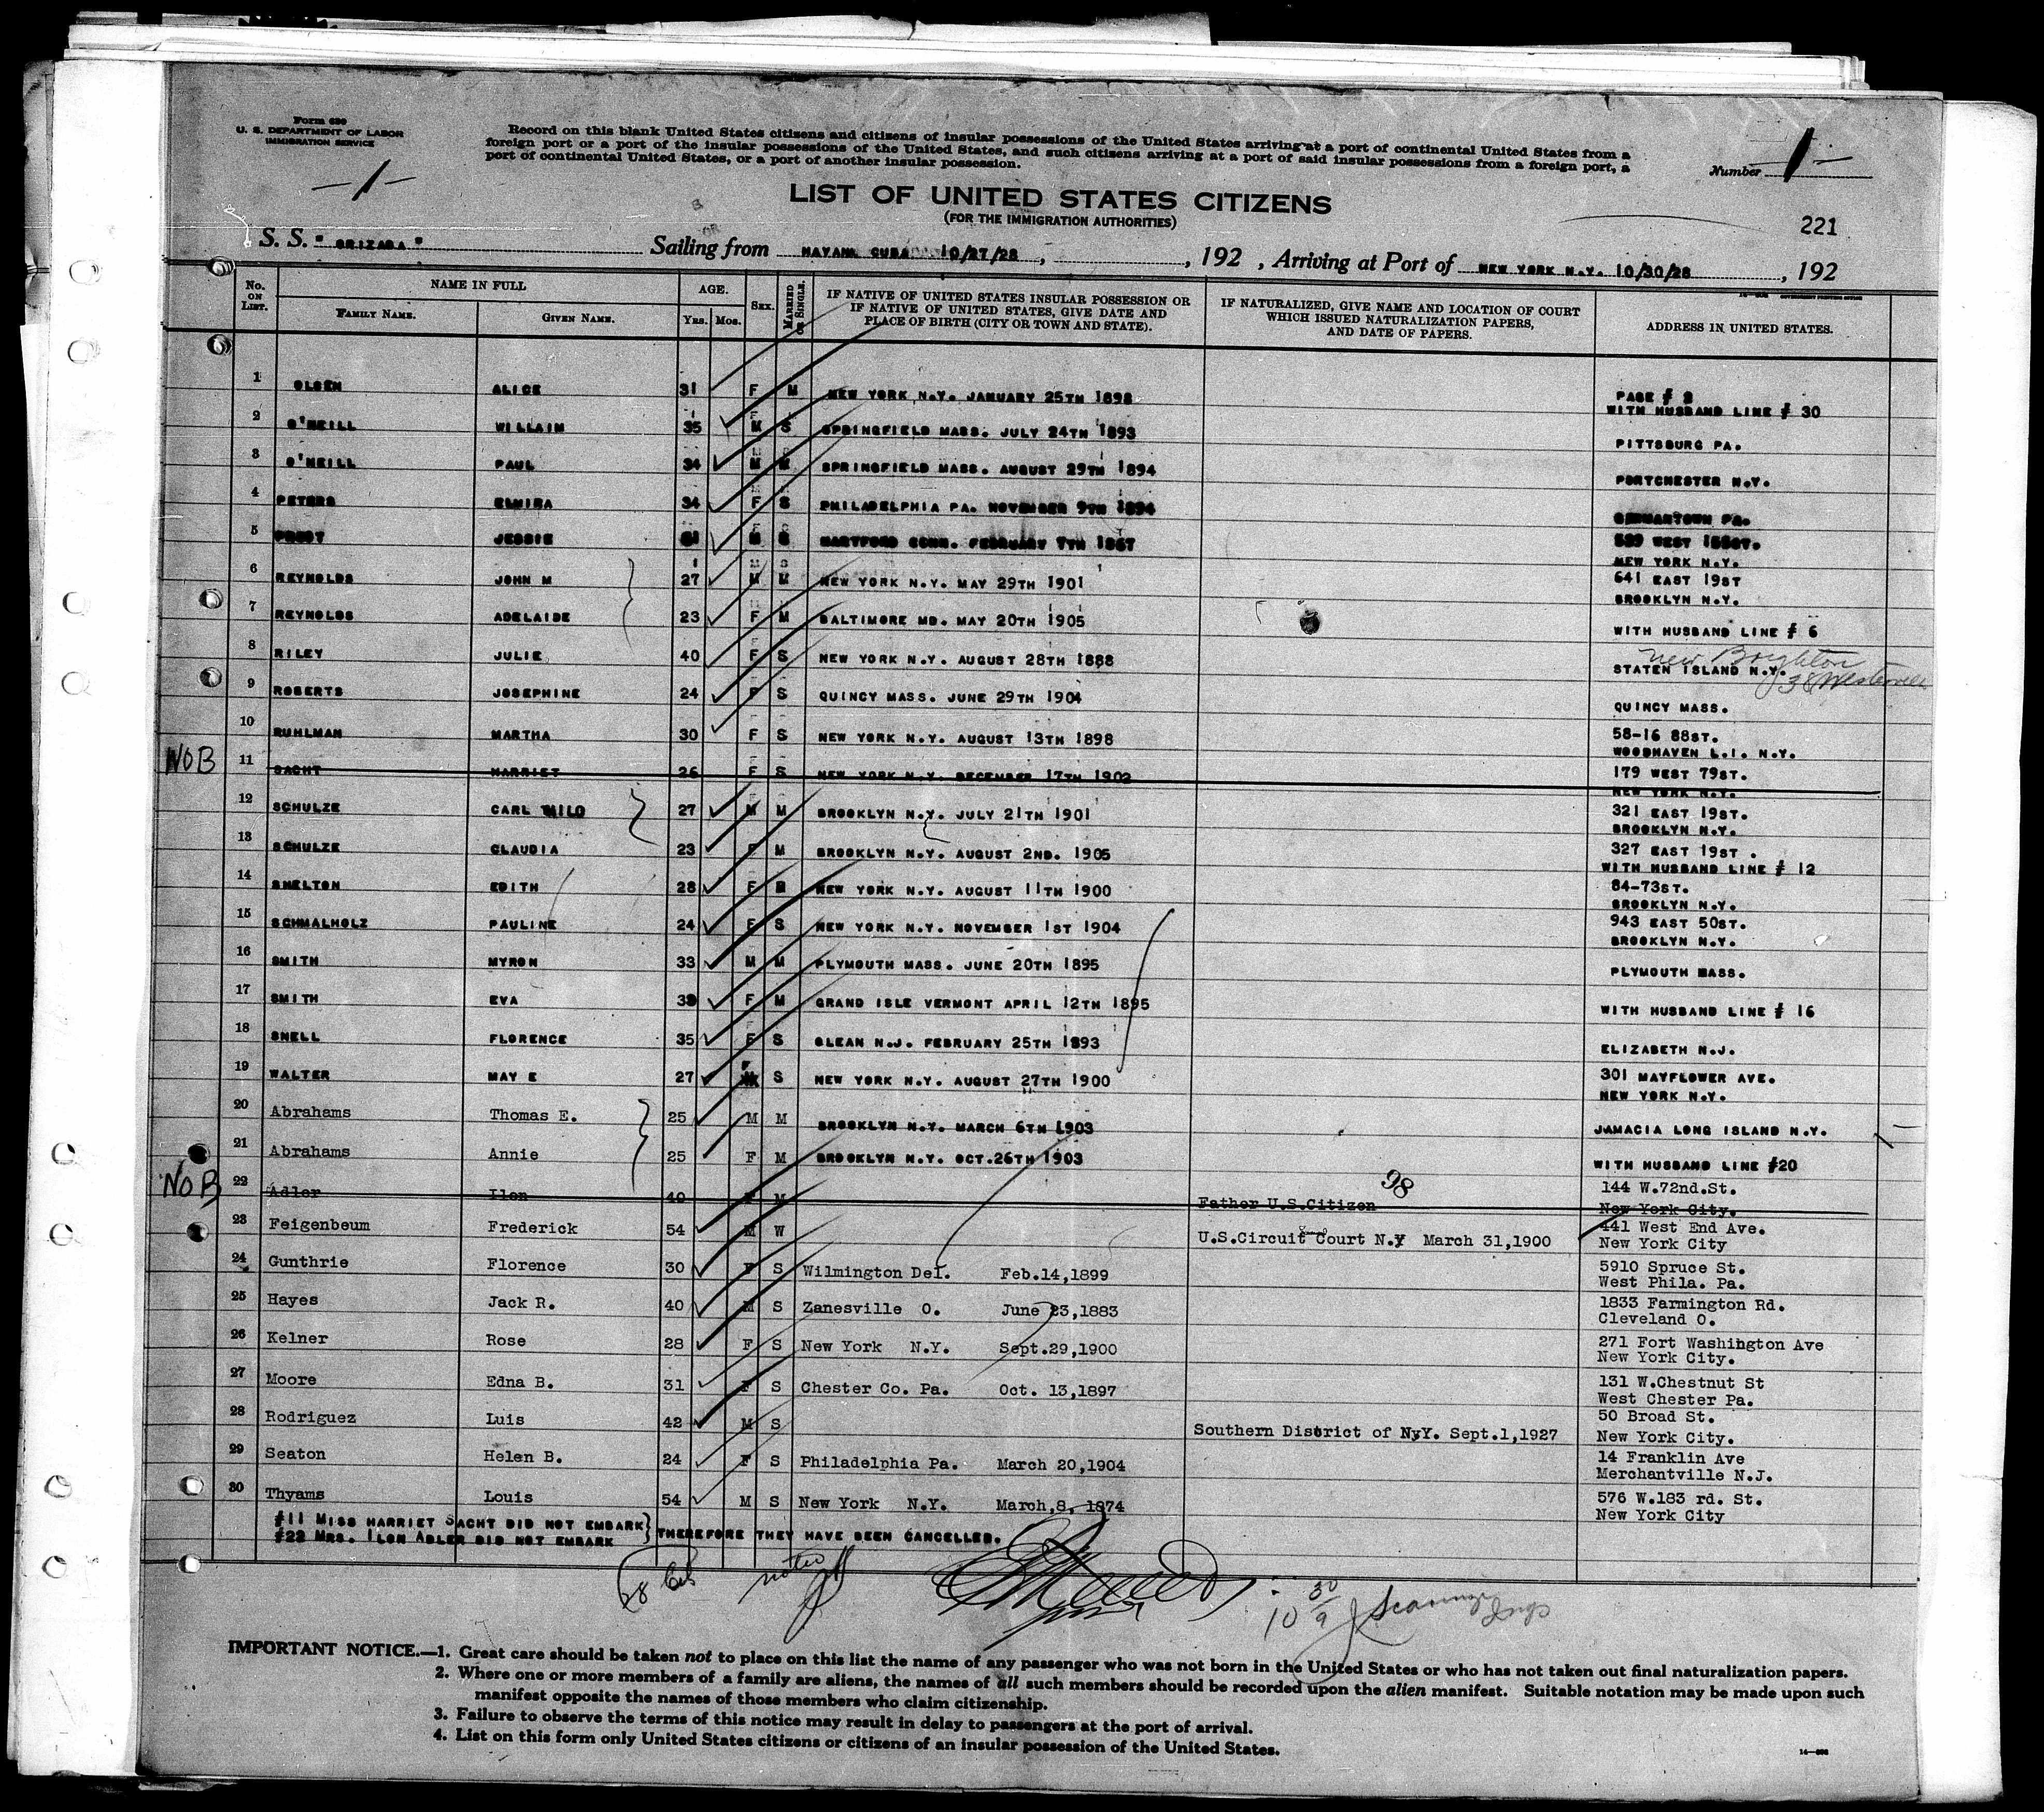 Form 630
U. S. DEPARTMENT OF LABOR
IMMIGRATION SERVICE
Record on this blank United States citizens and citizens of insular possessions of the United States arriving at a port of continental United States from a
foreign port or a port of the insular possessions of the United States, and such citizens arriving at a port of said insular possessions from a foreign port, a
port of continental United States, or a port of another insular possession.
Number 1
-1-
LIST OF UNITED STATES CITIZENS
(FOR THE IMMIGRATION AUTHORITIES)
221
S. S. " ORIZABA " Sailing from HAVANA CUBA 10/27/28 , , 192 , Arriving at Port of NEW YORK N.Y. 10/30/28 , 192
No. ON LIST. NAME IN FULL AGE. SEX. MARRIED OR SINGLE. IF NATIVE OF UNITED STATES INSULAR POSSESSION OR IF NATIVE OF UNITED STATES, GIVE DATE AND PLACE OF BIRTH (CITY OR TOWN AND STATE). IF NATURALIZED, GIVE NAME AND LOCATION OF COURT WHICH ISSUED NATURALIZATION PAPERS, AND DATE OF PAPERS. ADDRESS IN UNITED STATES.
FAMILY NAME. GIVEN NAME. Yrs. Mos.
1 OLSEN ALICE 31 F M NEW YORK N.Y. JANUARY 25TH 1898 PAGE # 2
WITH HUSBAND LINE # 30
2 O'NEILL WILLAIM 35 M S SPRINGFIELD MASS. JULY 24TH 1893 PITTSBURG PA.
3 O'NEILL PAUL 34 M M SPRINGFIELD MASS. AUGUST 29TH 1894 PORTCHESTER N.Y.
4 PETERS ELMIRA 34 F S PHILADELPHIA PA. NOVEMBER 9TH 1894 GERMANTOWN PA.
5 JESSIE HARTFORD CONN. FEBRUARY 7TH 1867
NEW YORK N.Y.
6 REYNOLDS JOHN M 27 M M NEW YORK N.Y. MAY 29TH 1901 641 EAST 19ST
BROOKLYN N.Y.
7 REYNOLDS ADELAIDE 23 F M BALTIMORE MD. MAY 20TH 1905 WITH HUSBAND LINE # 6
8 RILEY JULIE 40 F S NEW YORK N.Y. AUGUST 28TH 1888 STATEN ISLAND N.Y.
New Brighton
9 ROBERTS JOSEPHINE 24 F S QUINCY MASS. JUNE 29TH 1904 QUINCY MASS.
10 RUHLMAN MARTHA 30 F S NEW YORK N.Y. AUGUST 13TH 1898 58-16 88ST.
WOODHAVEN L.I. N.Y.
NOB 11 SACHT HARRIET 26 F S NEW YORK N.Y. DECEMBER 17TH 1902 179 WEST 79ST.
NEW YORK N.Y.
12 SCHULZE CARL MILO 27 M M BROOKLYN N.Y. JULY 21TH 1901 321 EAST 19ST.
BROOKLYN N.Y.
13 SCHULZE CLAUDIA 23 F M BROOKLYN N.Y. AUGUST 2ND. 1905 327 EAST 19ST .
WITH HUSBAND LINE # 12
14 SHELTON EDITH 28 F S NEW YORK N.Y. AUGUST 11TH 1900 84-73ST.
BROOKLYN N.Y.
15 SCHMALHOLZ PAULINE 24 F S NEW YORK N.Y. NOVEMBER 1ST 1904 943 EAST 50ST.
BROOKLYN N.Y.
16 SMITH MYRON 33 M M PLYMOUTH MASS. JUNE 20TH 1895 PLYMOUTH MASS.
17 SMITH EVA 33 F M GRAND ISLE VERMONT APRIL 12TH 1895 WITH HUSBAND LINE # 16
18 SNELL FLORENCE 35 F S OLEAN N.J. FEBRUARY 25TH 1893 ELIZABETH N.J.
19 WALTER MAY E 27 F S NEW YORK N.Y. AUGUST 27TH 1900 301 MAYFLOWER AVE.
NEW YORK N.Y.
20 Abrahams Thomas E. 25 M M BROOKLYN N.Y. MARCH 6TH 1903 JAMACIA LONG ISLAND N.Y.
21 Abrahams Annie 25 F M BROOKLYN N.Y. OCT.26TH 1903 WITH HUSBAND LINE #20
NOB 22 Adler Ilon 40 F M Father U.S.Citizen 98 144 W.72nd.St.
New York City.
23 Feigenbeum Frederick 54 M W U.S.Circuit Court N.Y March 31,1900 441 West End Ave.
New York City
24 Gunthrie Florence 30 F S Wilmington Del. Feb.14,1899 5910 Spruce St.
West Phila. Pa.
25 Hayes Jack R. 40 M S Zanesville O. June 23,1883 1833 Farmington Rd.
Cleveland O.
26 Kelner Rose 28 F S New York N.Y. Sept.29,1900 271 Fort Washington Ave
New York City.
27 Moore Edna B. 31 F S Chester Co. Pa. Oct. 13,1897 131 W.Chestnut St
West Chester Pa.
28 Rodriguez Luis 42 M S Southern District of N.Y. Sept.1,1927 50 Broad St.
New York City.
29 Seaton Helen B. 24 F S Philadelphia Pa. March 20,1904 14 Franklin Ave
Merchantville N.J.
30 Thyams Louis 54 M S New York N.Y. March,8, 1874 576 W.183 rd. St.
New York City
#11 MISS HARRIET SACHT DID NOT EMBARK
#22 MRS. ILON ADLER DID NOT EMBARK } THEREFORE THEY HAVE BEEN CANCELLED.
28 noted
10 30/9
IMPORTANT NOTICE.—1. Great care should be taken not to place on this list the name of any passenger who was not born in the United States or who has not taken out final naturalization papers.
2. Where one or more members of a family are aliens, the names of all such members should be recorded upon the alien manifest. Suitable notation may be made upon such
manifest opposite the names of those members who claim citizenship.
3. Failure to observe the terms of this notice may result in delay to passengers at the port of arrival.
4. List on this form only United States citizens or citizens of an insular possession of the United States.